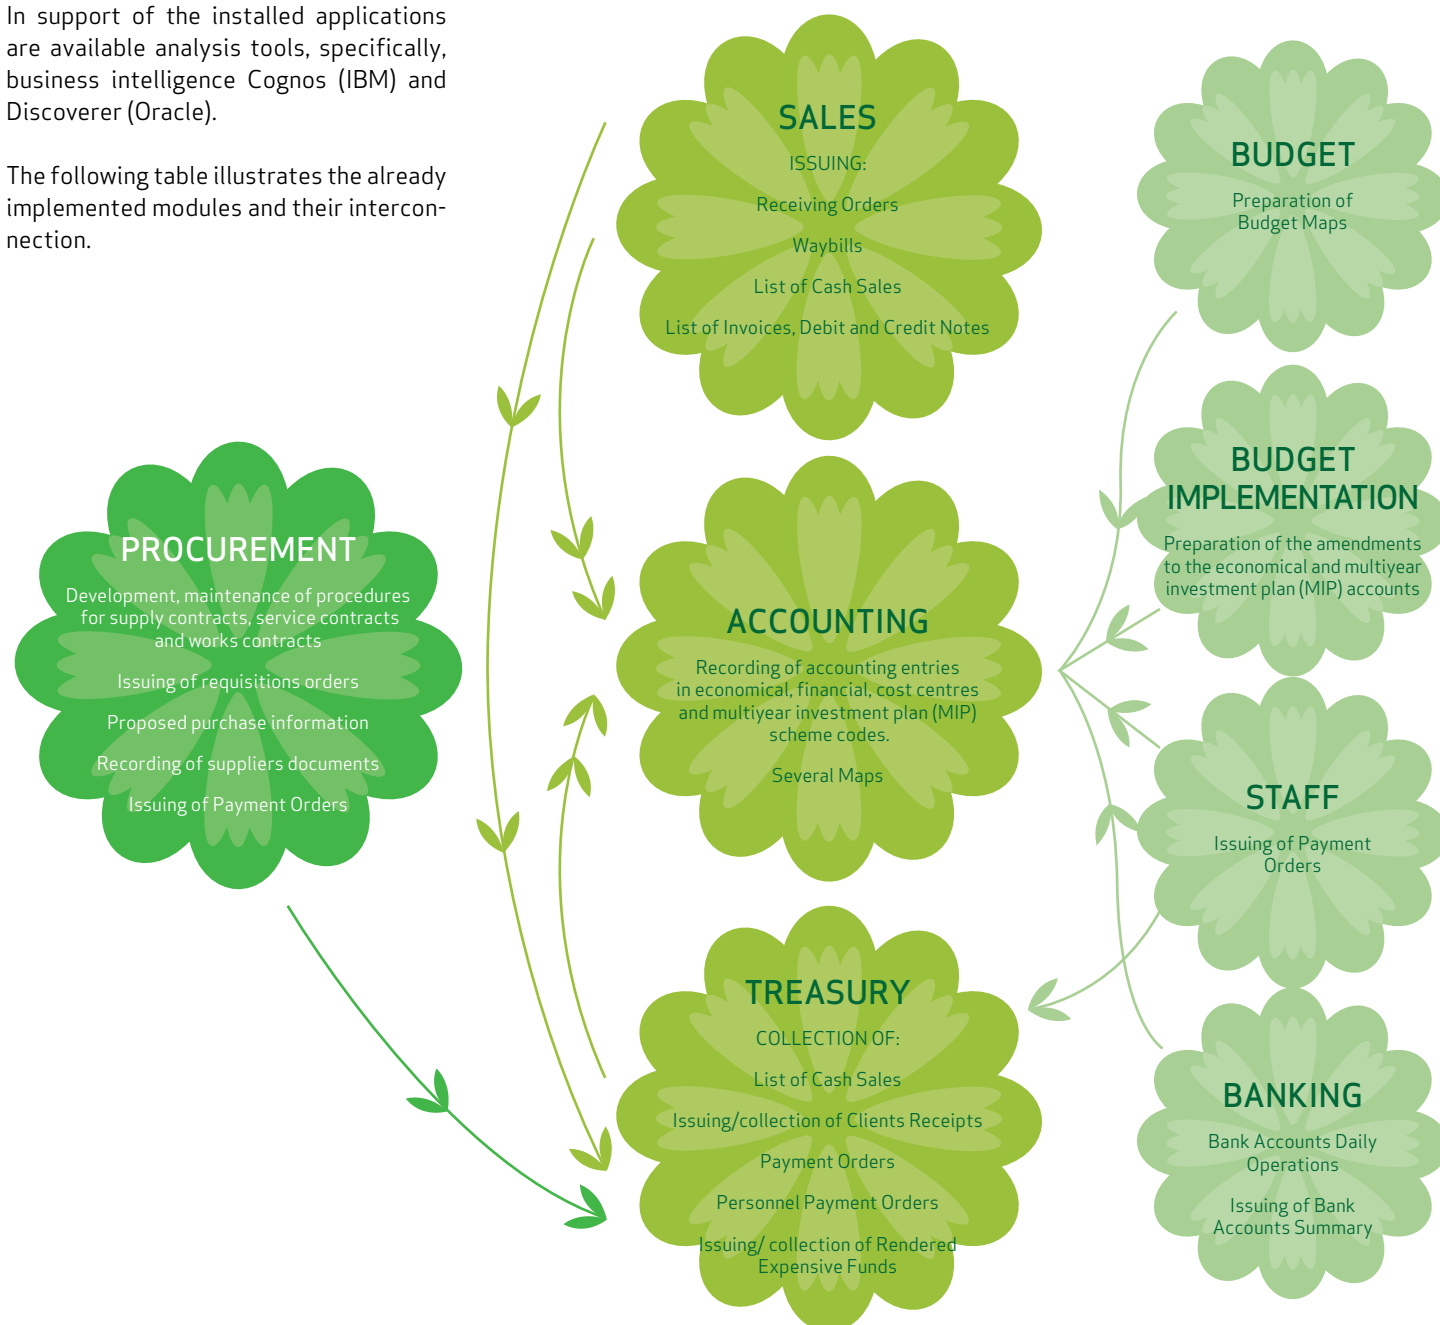 In support of the installed applications
are available analysis tools, specifically,
business intelligence Cognos (IBM) and
Discoverer (Oracle).
The following table illustrates the already
implemented modules and their intercon-
nection.
SALES
ISSUING:
Receiving Orders
Waybills
List of Cash Sales
List of Invoices, Debit and Credit Notes
BUDGET
Preparation of
Budget Maps
BUDGET
IMPLEMENTATION
Preparation of the amendments
to the economical and multiyear
investment plan (MIP) accounts
PROCUREMENT
Development, maintenance of procedures
for supply contracts, service contracts
and works contracts
Issuing of requisitions orders
Proposed purchase information
Recording of suppliers documents
Issuing of Payment Orders
ACCOUNTING
Recording of accounting entries
in economical, financial, cost centres
and multiyear investment plan (MIP)
scheme codes.
Several Maps
STAFF
Issuing of Payment
Orders
TREASURY
COLLECTION OF:
List of Cash Sales
Issuing/collection of Clients Receipts
Payment Orders
Personnel Payment Orders
Issuing/ collection of Rendered
Expensive Funds
BANKING
Bank Accounts Daily
Operations
Issuing of Bank
Accounts Summary